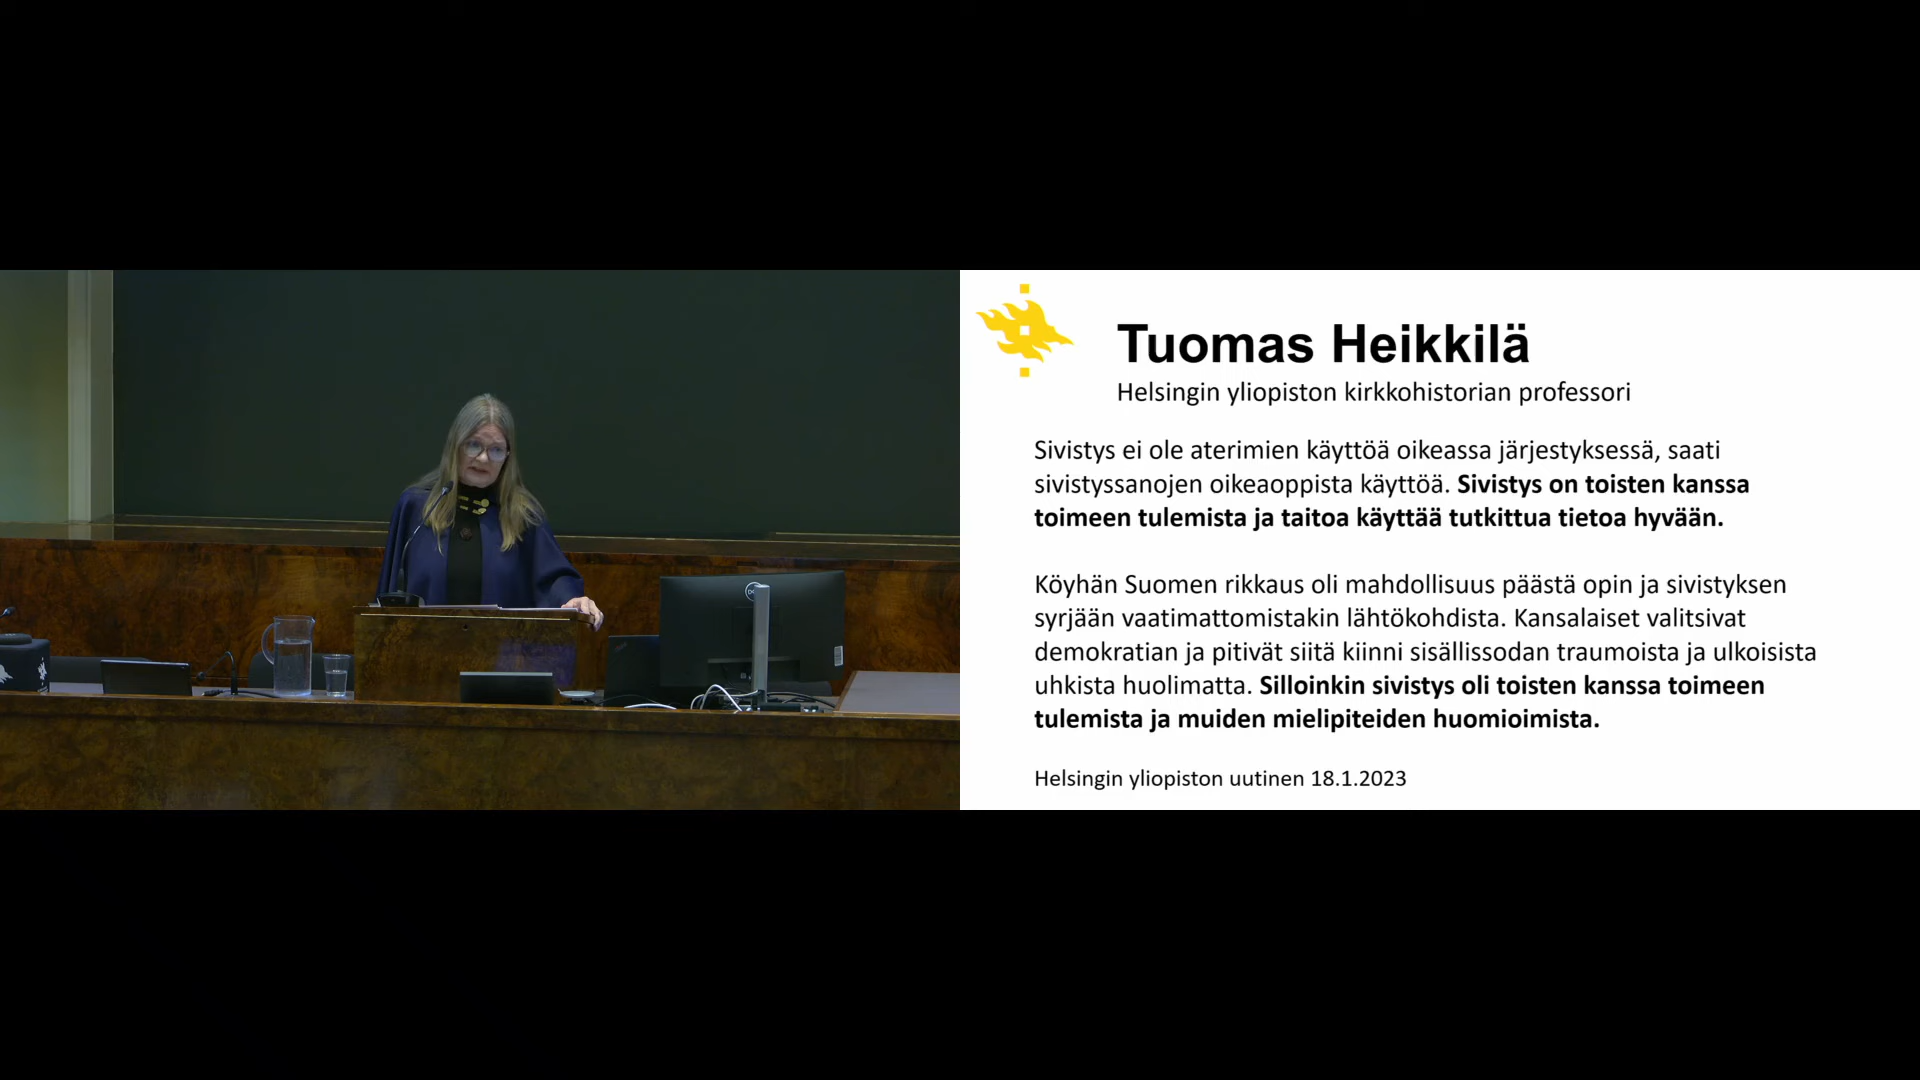 Tuomas Heikkilä
Helsingin yliopiston kirkkohistorian professori
Sivistys ei ole aterimien käyttöä oikeassa järjestyksessä, saati
sivistyssanojen oikeaoppista käyttöä. Sivistys on toisten kanssa
toimeen tulemista ja taitoa käyttää tutkittua tietoa hyvään.
Köyhän Suomen rikkaus oli mahdollisuus päästä opin ja sivistyksen
syrjään vaatimattomistakin lähtökohdista. Kansalaiset valitsivat
demokratian ja pitivät siitä kiinni sisällissodan traumoista ja ulkoisista
uhkista huolimatta. Silloinkin sivistys oli toisten kanssa toimeen
tulemista ja muiden mielipiteiden huomioimista.
Helsingin yliopiston uutinen 18.1.2023